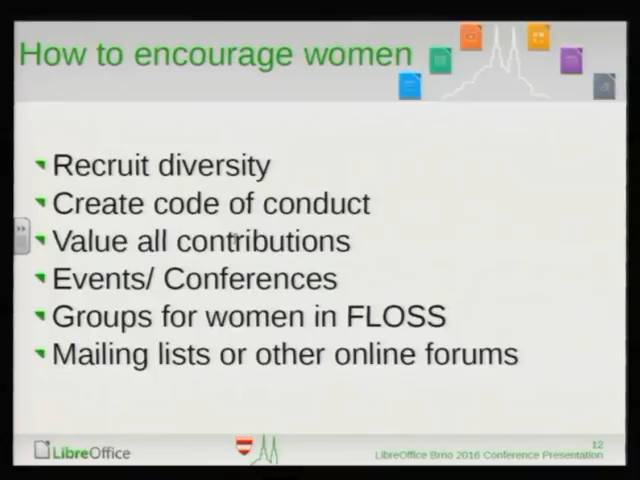 How to encourage women
Recruit diversity
Create code of conduct
Value all contributions
Events/ Conferences
Groups for women in FLOSS
Mailing lists or other online forums
LibreOffice
12
LibreOffice Brno 2016 Conference Presentation